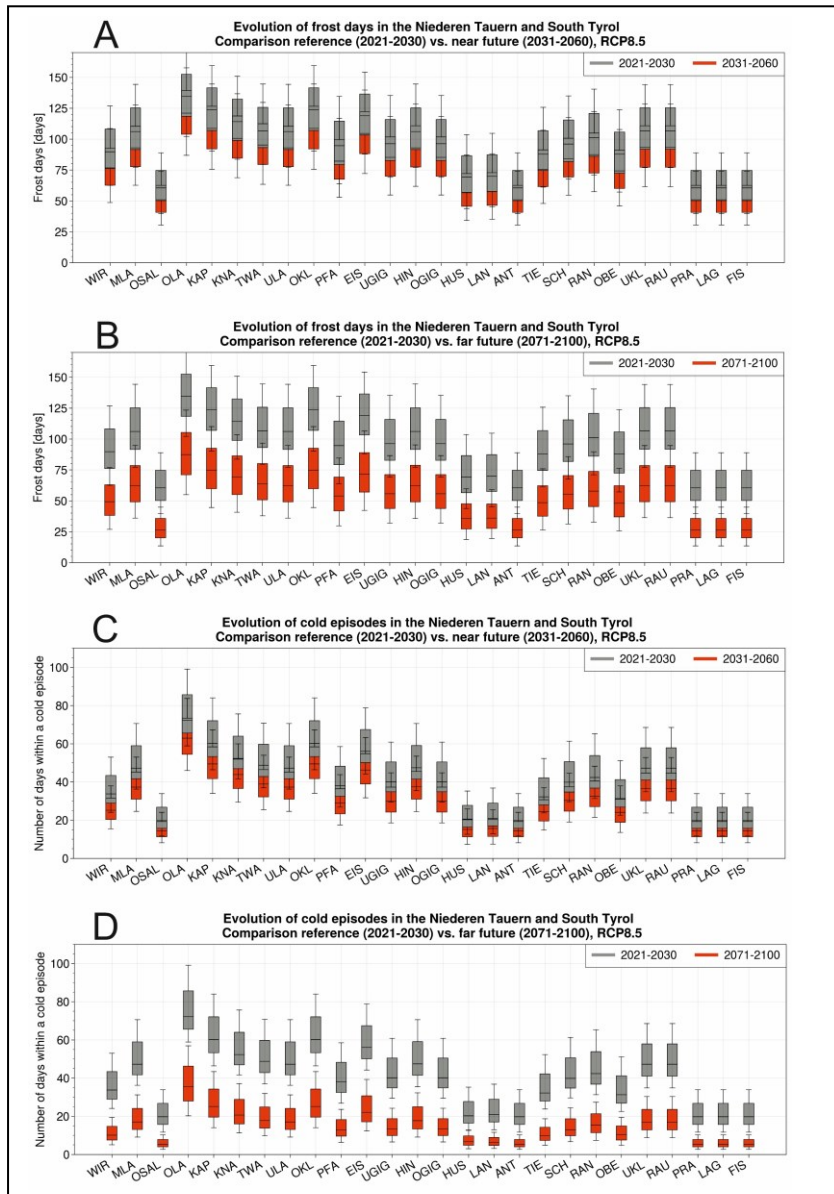 A
Evolution of frost days in the Niederen Tauern and South Tyrol
Comparison reference (2021-2030) vs. near future (2031-2060), RCP8.5
2021-2030 2031-2060
Frost days [days]
150
125
100
75
50
25
0
WIR MLA OSAL OLA KAP KNA TWA ULA OKL PFA EIS UGIG HIN OGIG HUS LAN ANT TIE SCH RAN OBE UKL RAU PRA LAG FIS
B
Evolution of frost days in the Niederen Tauern and South Tyrol
Comparison reference (2021-2030) vs. far future (2071-2100), RCP8.5
2021-2030 2071-2100
Frost days [days]
150
125
100
75
50
25
0
WIR MLA OSAL OLA KAP KNA TWA ULA OKL PFA EIS UGIG HIN OGIG HUS LAN ANT TIE SCH RAN OBE UKL RAU PRA LAG FIS
C
Evolution of cold episodes in the Niederen Tauern and South Tyrol
Comparison reference (2021-2030) vs. near future (2031-2060), RCP8.5
2021-2030 2031-2060
Number of days within a cold episode
100
80
60
40
20
0
WIR MLA OSAL OLA KAP KNA TWA ULA OKL PFA EIS UGIG HIN OGIG HUS LAN ANT TIE SCH RAN OBE UKL RAU PRA LAG FIS
D
Evolution of cold episodes in the Niederen Tauern and South Tyrol
Comparison reference (2021-2030) vs. far future (2071-2100), RCP8.5
2021-2030 2071-2100
Number of days within a cold episode
100
80
60
40
20
0
WIR MLA OSAL OLA KAP KNA TWA ULA OKL PFA EIS UGIG HIN OGIG HUS LAN ANT TIE SCH RAN OBE UKL RAU PRA LAG FIS